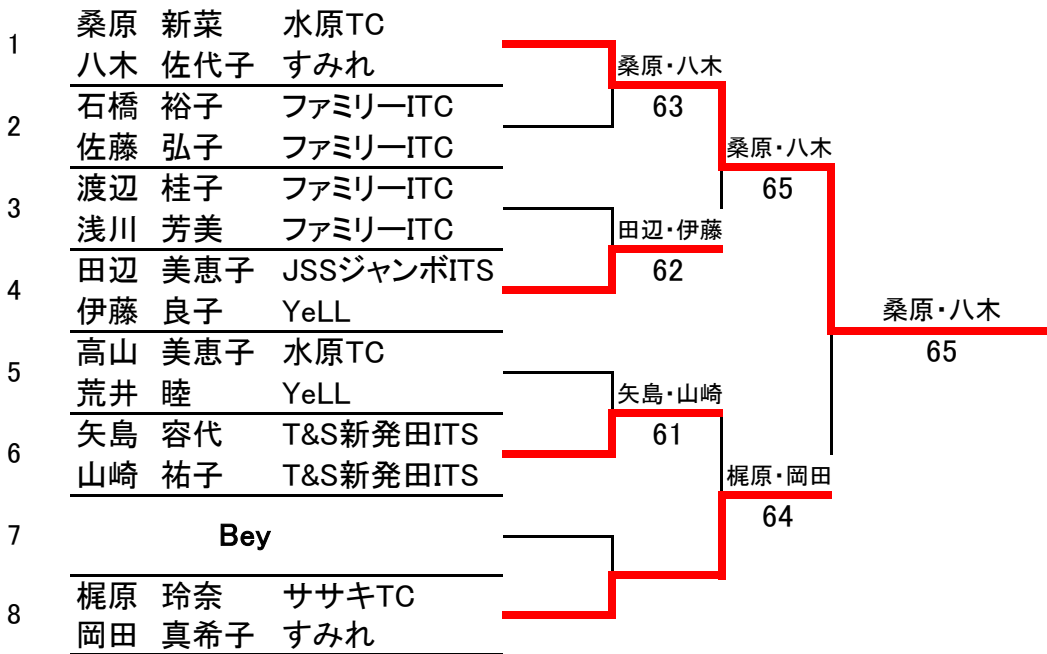 1
桑原 新菜 水原TC
八木 佐代子 すみれ
2
石橋 裕子 ファミリーITC
佐藤 弘子 ファミリーITC
3
渡辺 桂子 ファミリーITC
浅川 芳美 ファミリーITC
4
田辺 美恵子 JSSジャンボITS
伊藤 良子 YeLL
5
高山 美恵子 水原TC
荒井 睦 YeLL
6
矢島 容代 T&S新発田ITS
山崎 祐子 T&S新発田ITS
7
Bey
8
梶原 玲奈 ササキTC
岡田 真希子 すみれ
桑原・八木
63
田辺・伊藤
62
矢島・山崎
61
桑原・八木
65
梶原・岡田
64
桑原・八木
65